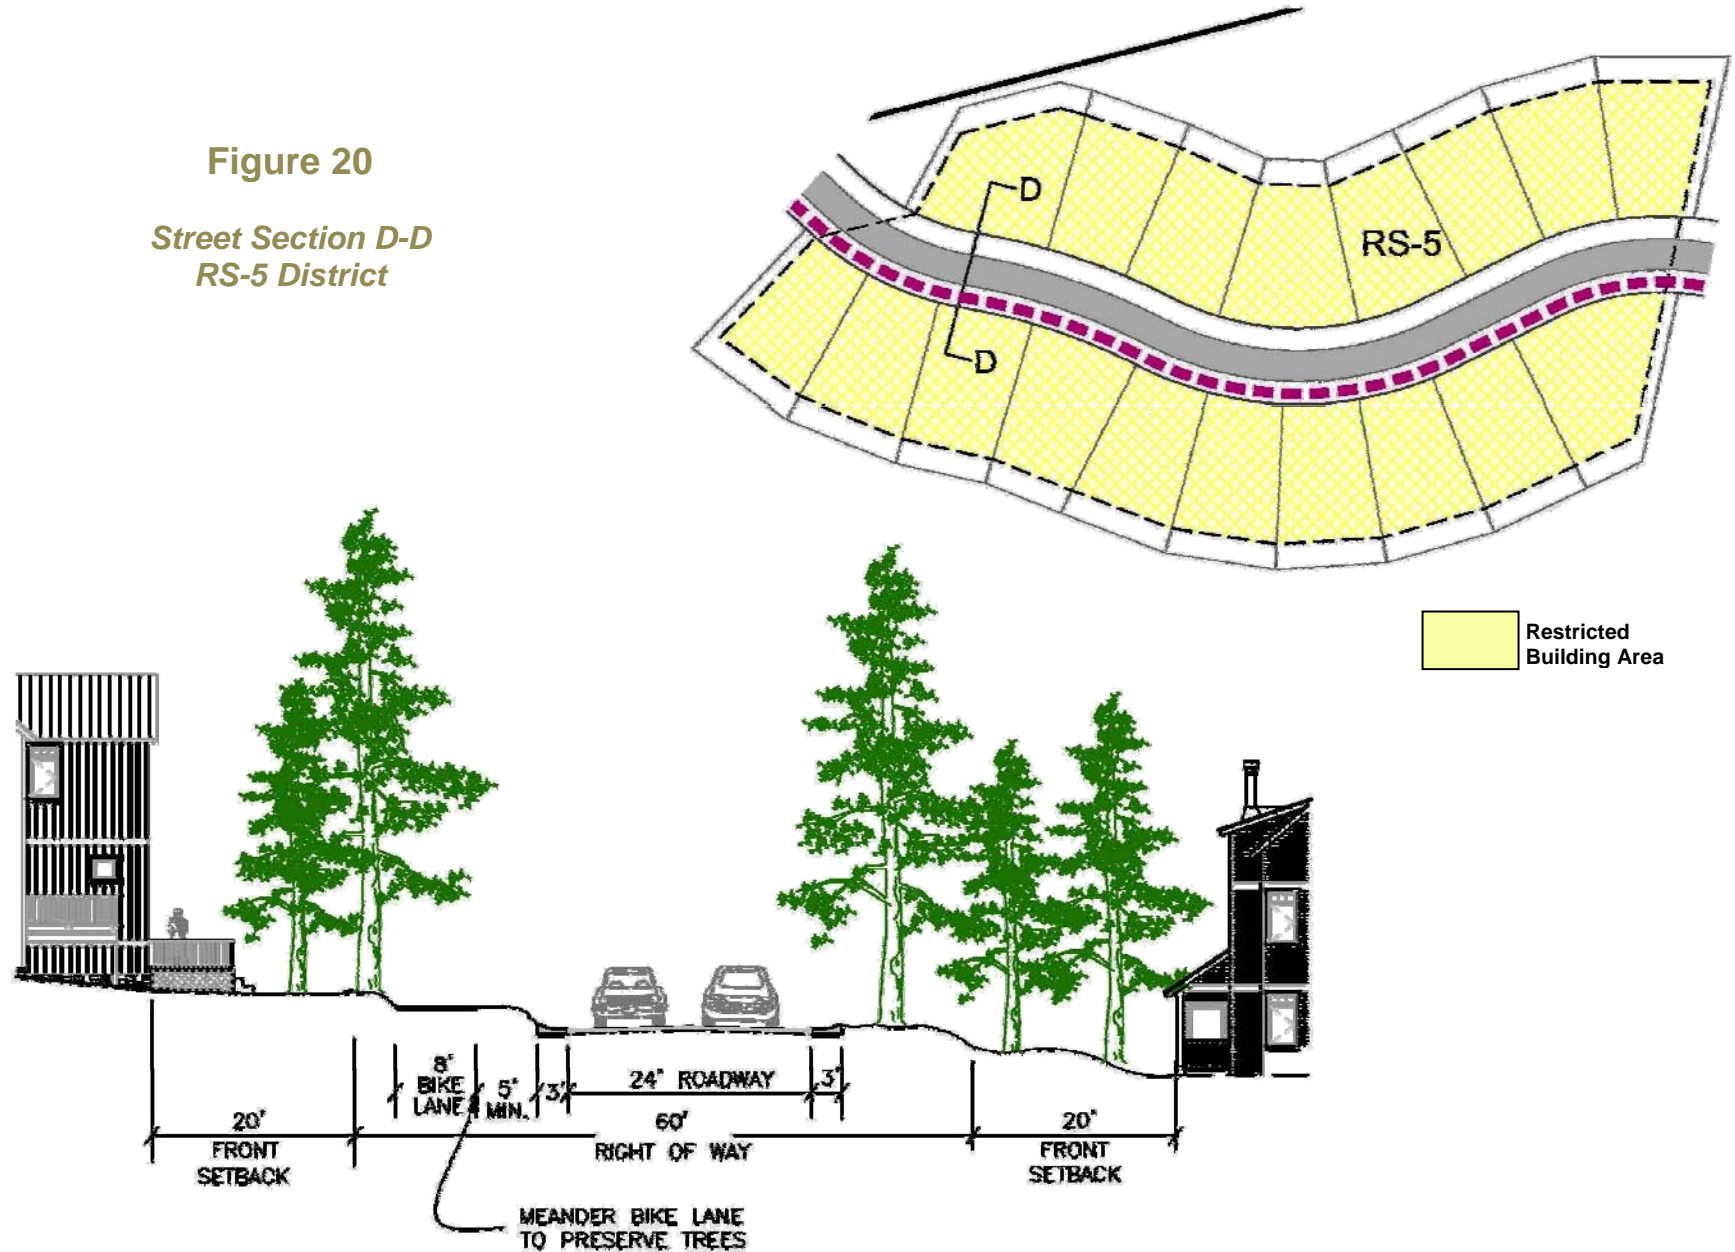 Figure 20
Street Section D-D
RS-5 District
D
RS-5
D
Restricted
Building Area
8'
BIKE
LANE
5'
MIN.
3'
24" ROADWAY
3'
20'
FRONT
SETBACK
60'
RIGHT OF WAY
20"
FRONT
SETBACK
MEANDER BIKE LANE
TO PRESERVE TREES